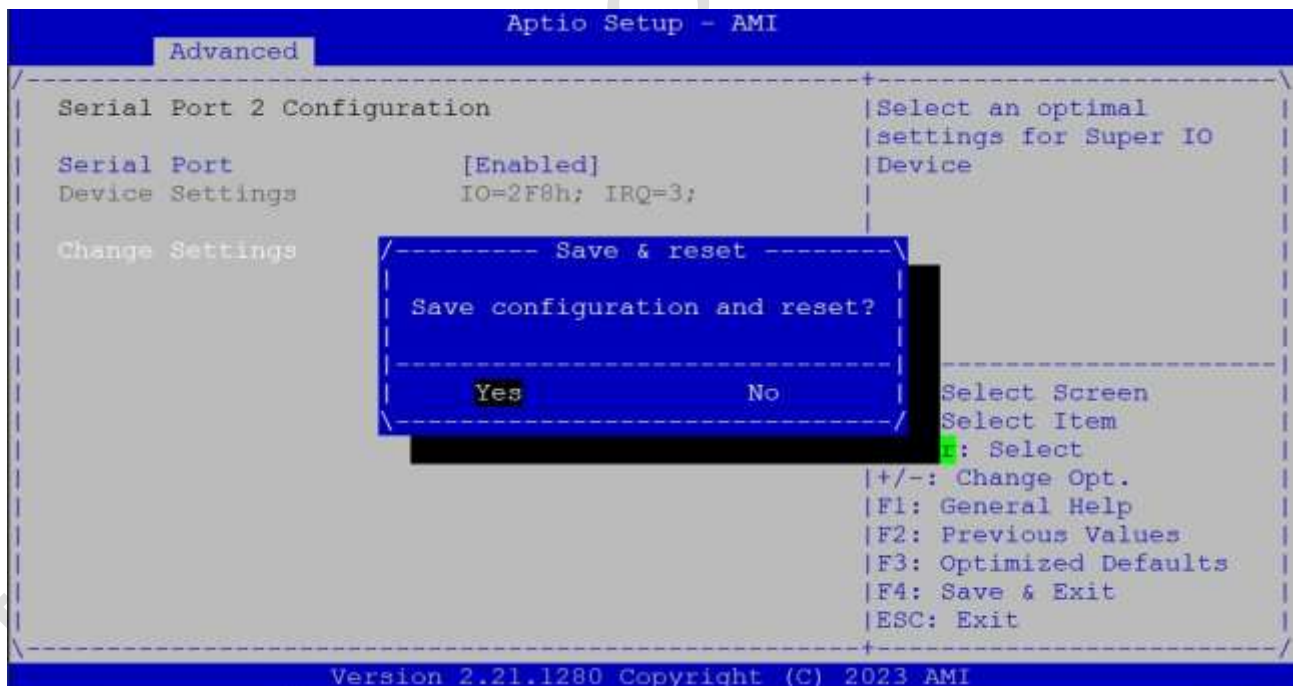 Aptio Setup - AMI
Advanced
Serial Port 2 Configuration
Serial Port [Enabled]
Device Settings IO=2F8h; IRQ=3;
Change Settings
Select an optimal
settings for Super IO
Device
Save & reset
Save configuration and reset?
Yes No
Select Screen
Select Item
r: Select
+/-: Change Opt.
F1: General Help
F2: Previous Values
F3: Optimized Defaults
F4: Save & Exit
ESC: Exit
Version 2.21.1280 Copyright (C) 2023 AMI